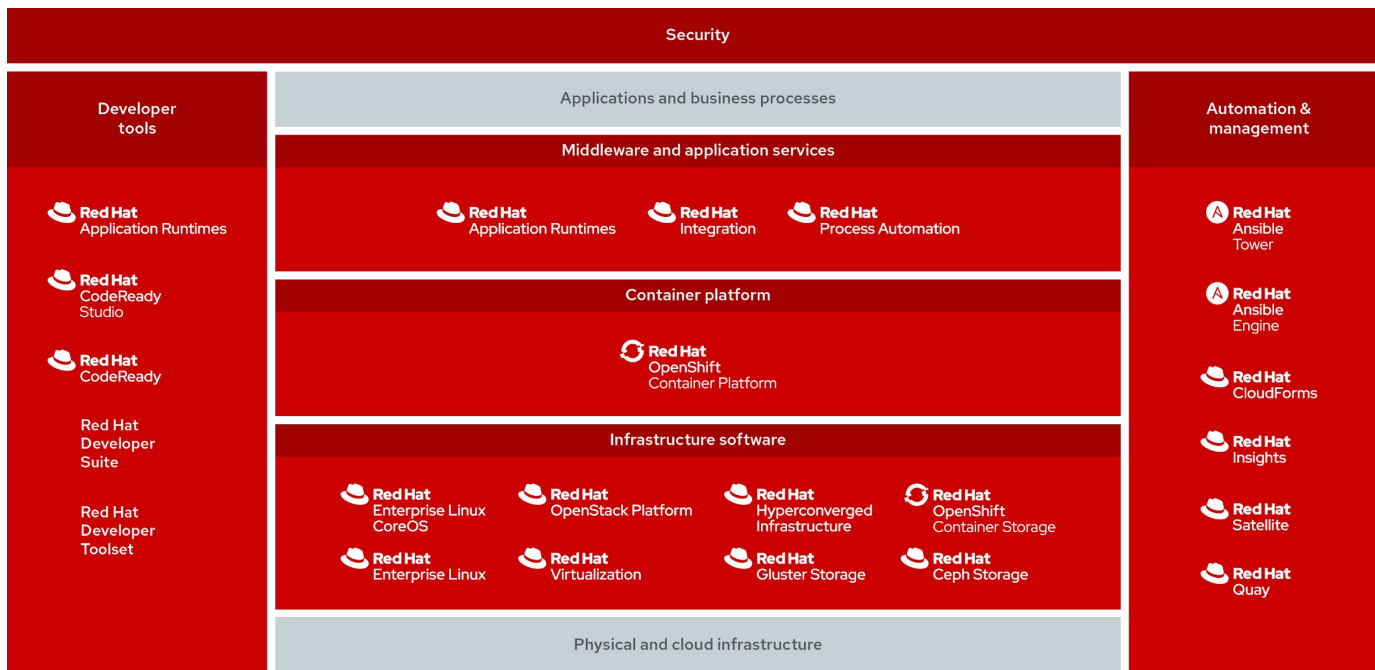 Security
Developer
tools
Red Hat
Application Runtimes
Red Hat
CodeReady
Studio
Red Hat
CodeReady
Red Hat
Developer
Suite
Red Hat
Developer
Toolset
Applications and business processes
Middleware and application services
Red Hat
Application Runtimes
Red Hat
Integration
Red Hat
Process Automation
Container platform
Red Hat
OpenShift
Container Platform
Infrastructure software
Red Hat
Enterprise Linux
CoreOS
Red Hat
OpenStack Platform
Red Hat
Hyperconverged
Infrastructure
Red Hat
OpenShift
Container Storage
Red Hat
Enterprise Linux
Red Hat
Virtualization
Red Hat
Gluster Storage
Red Hat
Ceph Storage
Physical and cloud infrastructure
Automation &
management
Red Hat
Ansible
Tower
Red Hat
Ansible
Engine
Red Hat
CloudForms
Red Hat
Insights
Red Hat
Satellite
Red Hat
Quay